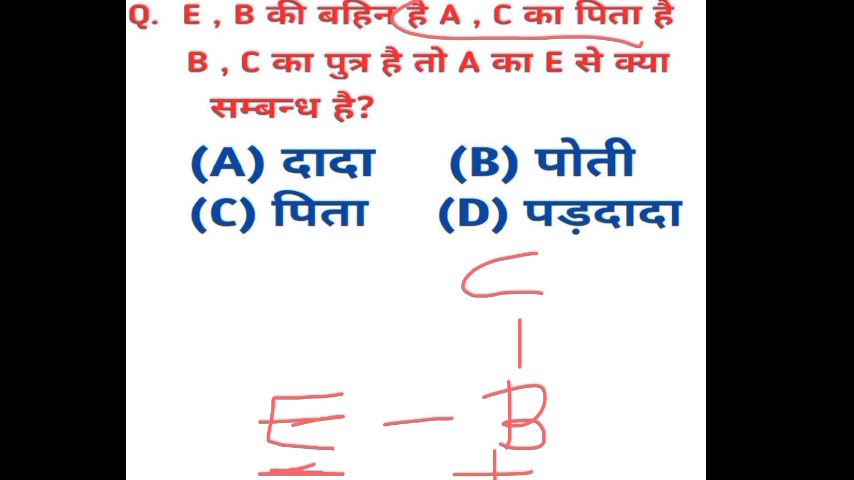 Q. E , B की बहिन है A , C का पिता है
B , C का पुत्र है तो A का E से क्या
सम्बन्ध है?
(A) दादा (B) पोती
(C) पिता (D) पड़दादा
C
E — B